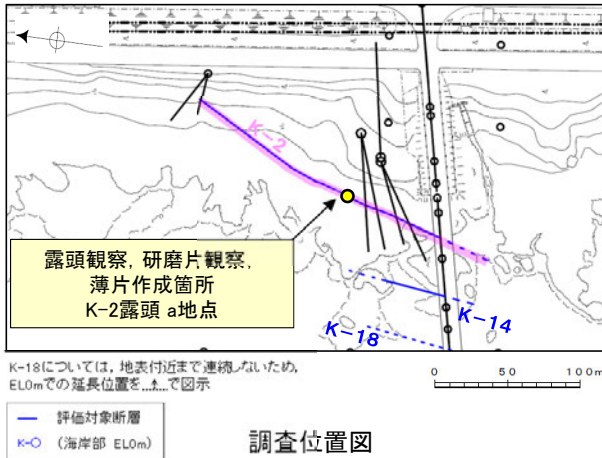 K-2
露頭観察, 研磨片観察,
薄片作成箇所
K-2露頭 a地点
K-14
K-18
K-18については, 地表付近まで連続しないため,
EL0mでの延長位置を で図示
0 50 100m
評価対象断層
K-○ (海岸部 EL0m)
調査位置図